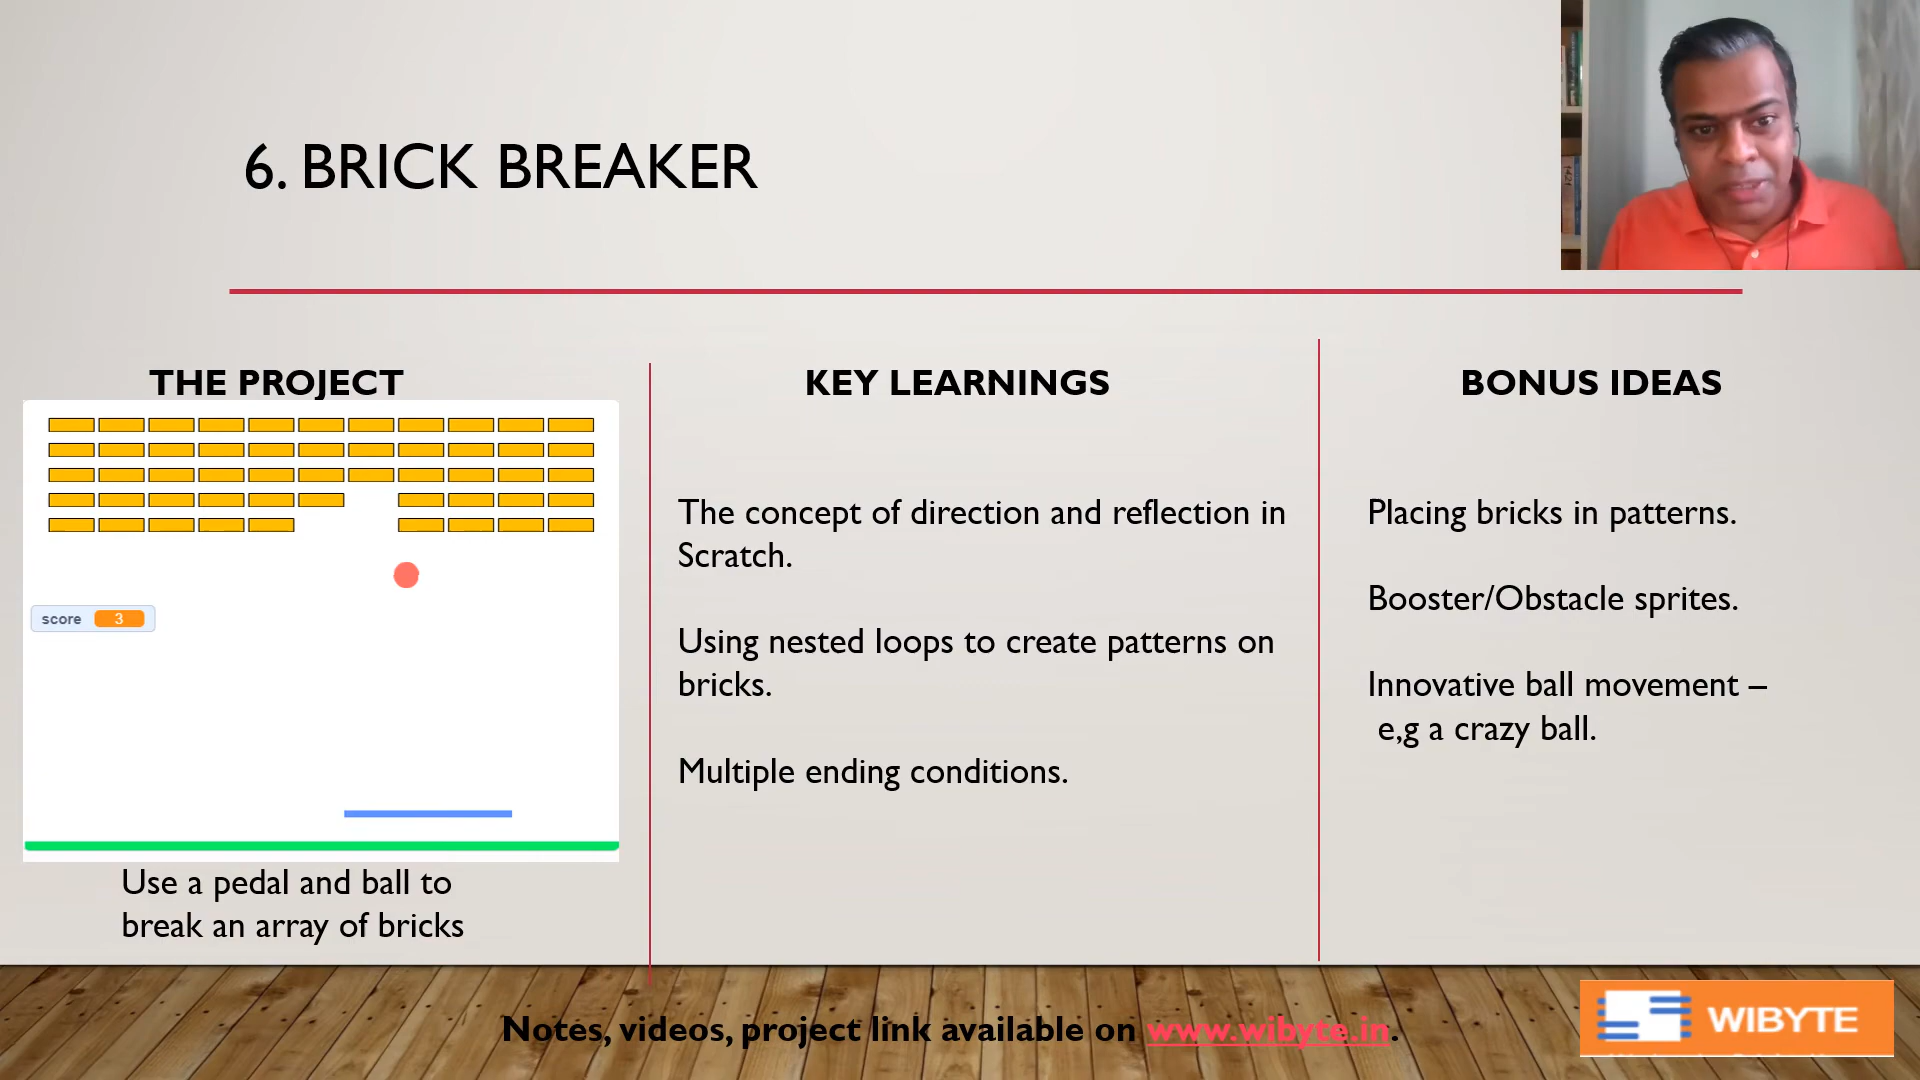 6. BRICK BREAKER
THE PROJECT
score 3
Use a pedal and ball to
break an array of bricks
KEY LEARNINGS
The concept of direction and reflection in
Scratch.
Using nested loops to create patterns on
bricks.
Multiple ending conditions.
BONUS IDEAS
Placing bricks in patterns.
Booster/Obstacle sprites.
Innovative ball movement –
e,g a crazy ball.
Notes, videos, project link available on www.wibyte.in.
WIBYTE